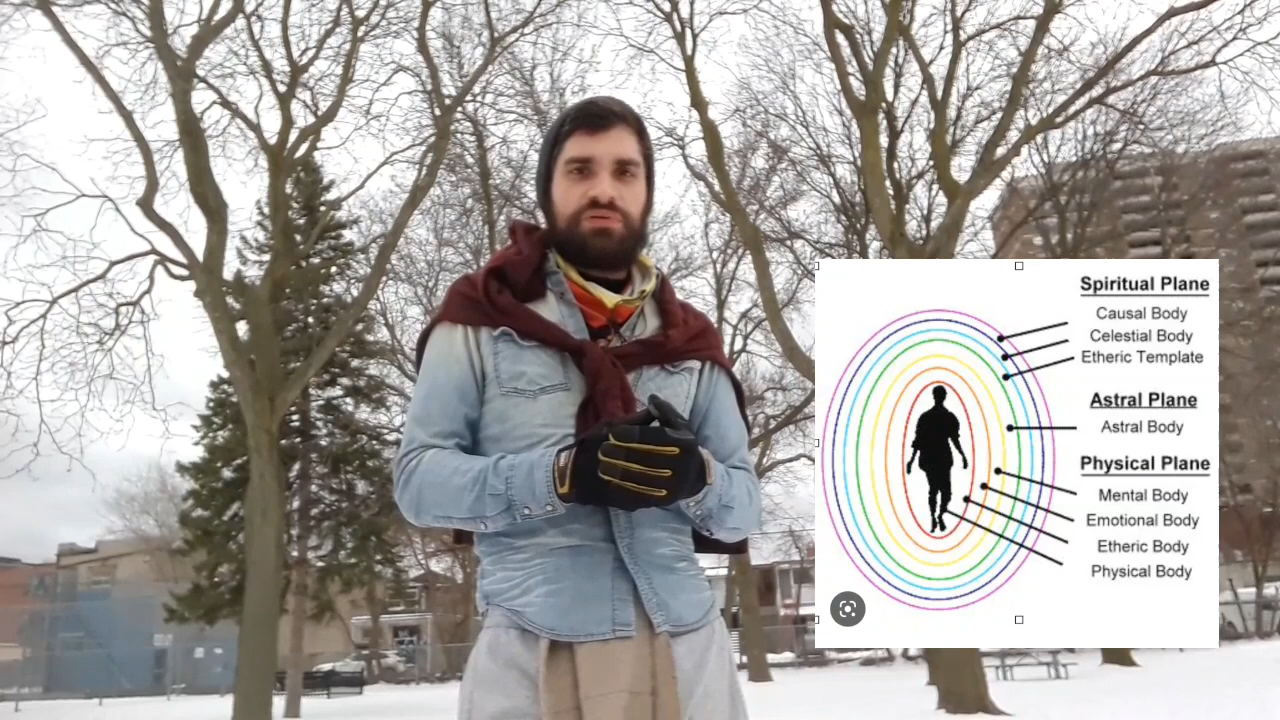 Spiritual Plane
Causal Body
Celestial Body
Etheric Template
Astral Plane
Astral Body
Physical Plane
Mental Body
Emotional Body
Etheric Body
Physical Body